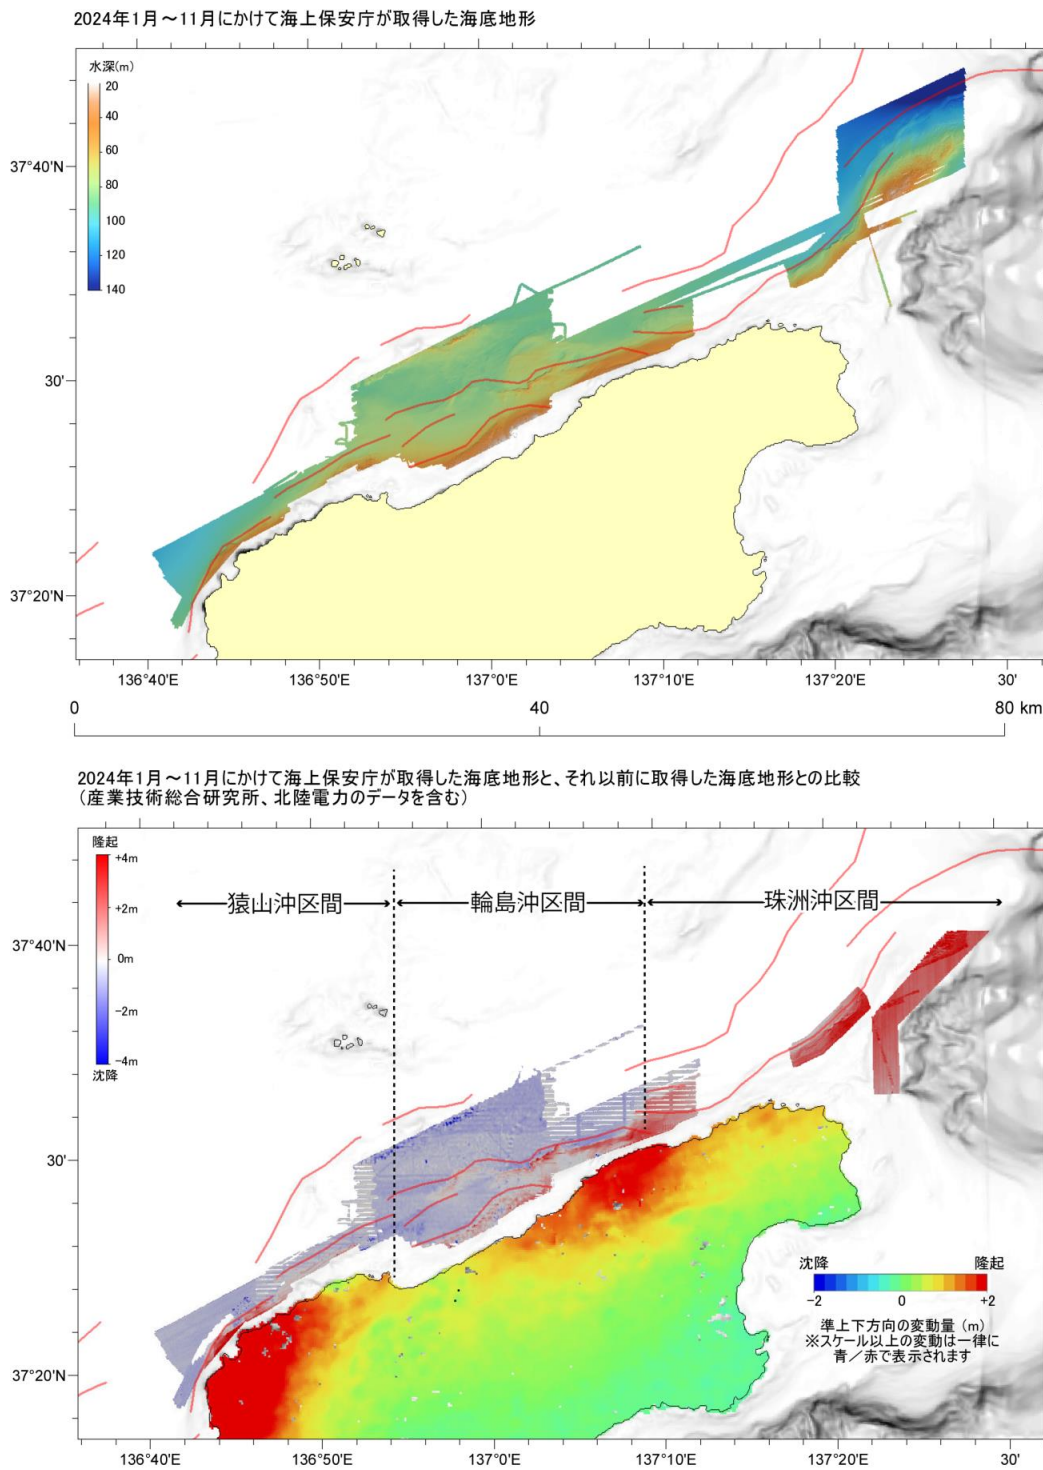 2024年1月～11月にかけて海上保安庁が取得した海底地形
水深(m)
20
40
60
80
100
120
140
37°40'N
30'
37°20'N
136°40'E 136°50'E 137°0'E 137°10'E 137°20'E 30'
0 40 80 km
2024年1月～11月にかけて海上保安庁が取得した海底地形と、それ以前に取得した海底地形との比較
（産業技術総合研究所、北陸電力のデータを含む）
隆起
+4m
+2m
0m
−2m
−4m
沈降
猿山沖区間 輪島沖区間 珠洲沖区間
37°40'N
30'
37°20'N
沈降 隆起
−2 0 +2
準上下方向の変動量（m）
※スケール以上の変動は一律に
青／赤で表示されます
136°40'E 136°50'E 137°0'E 137°10'E 137°20'E 30'